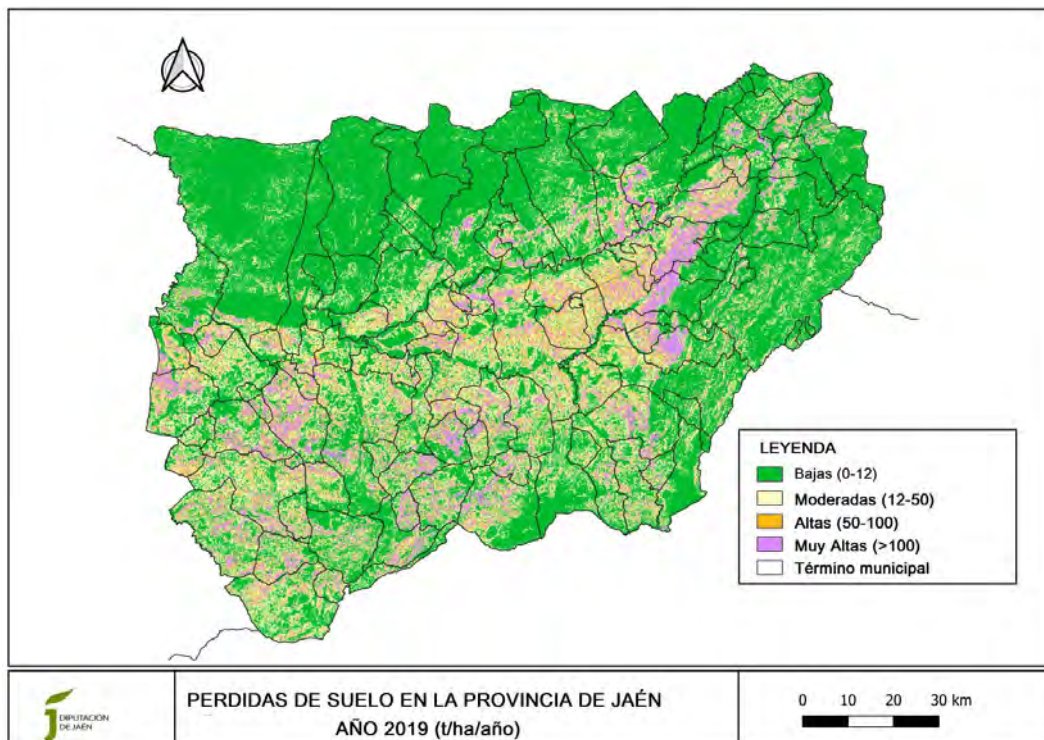 LEYENDA
Bajas (0-12)
Moderadas (12-50)
Altas (50-100)
Muy Altas (>100)
Término municipal
DIPUTACIÓN
DE JAÉN
PERDIDAS DE SUELO EN LA PROVINCIA DE JAÉN
AÑO 2019 (t/ha/año)
0 10 20 30 km